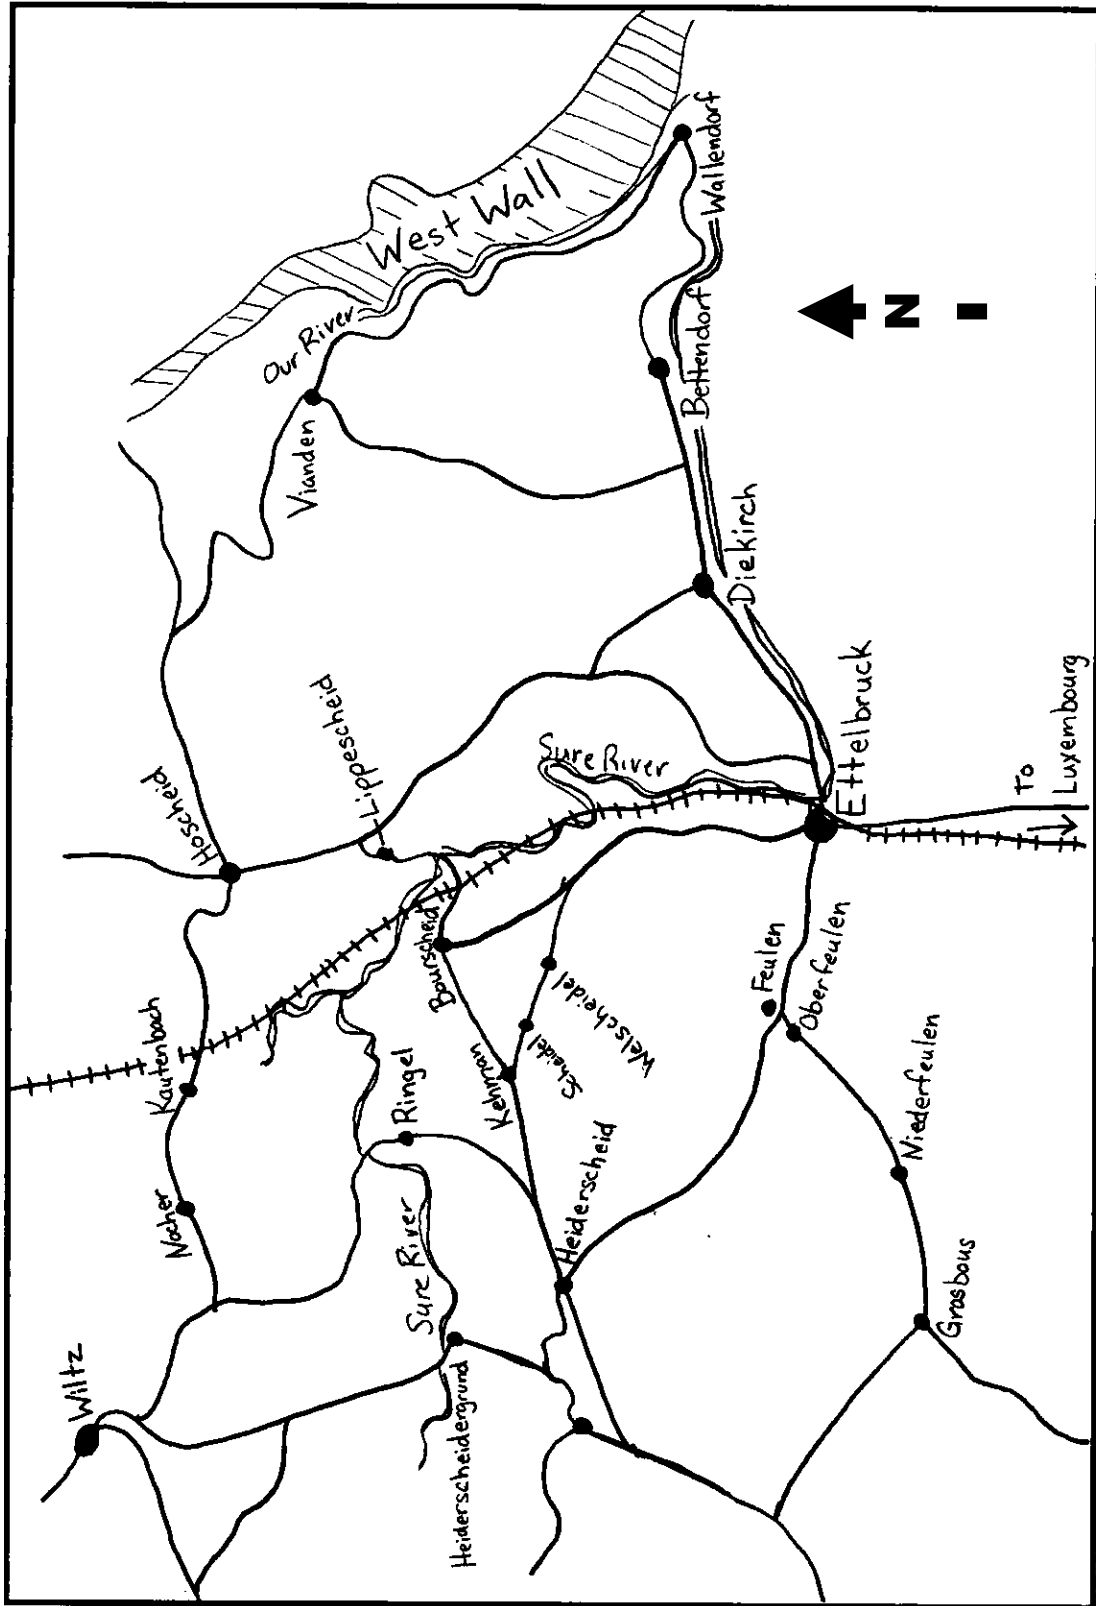 Wiltz
Nocher
Kautenbach
Hoscheid
Lippescheid
Vianden
Our River
West Wall
Sure River
Heiderscheidergrund
Ringel
Bourscheid
Kehman
Scheidel
Welscheidel
Sure River
Heiderscheid
Bettendorf
Wallendorf
Diekirch
Feulen
Oberfeulen
Ettelbruck
N
Niederfeulen
Grosbous
To
Luxembourg